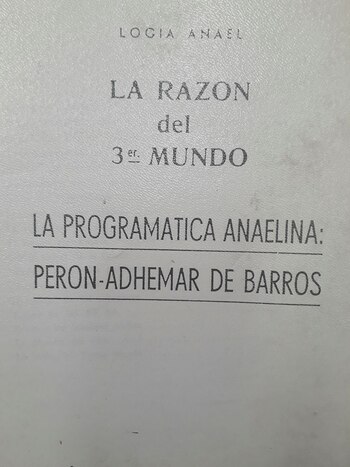 LOGIA ANAEL
LA RAZON
del
3er. MUNDO
LA PROGRAMATICA ANAELINA:
PERON-ADHEMAR DE BARROS